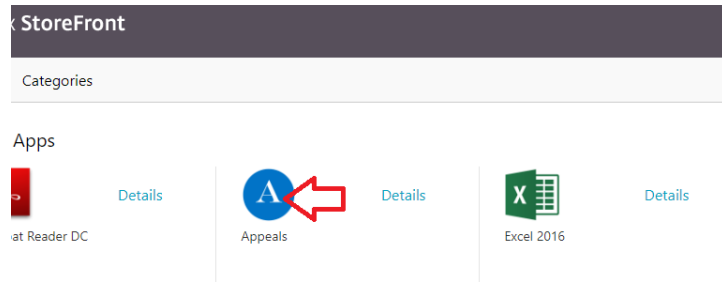 StoreFront
Categories
Apps
Details
Details
Details
A
X
at Reader DC
Appeals
Excel 2016